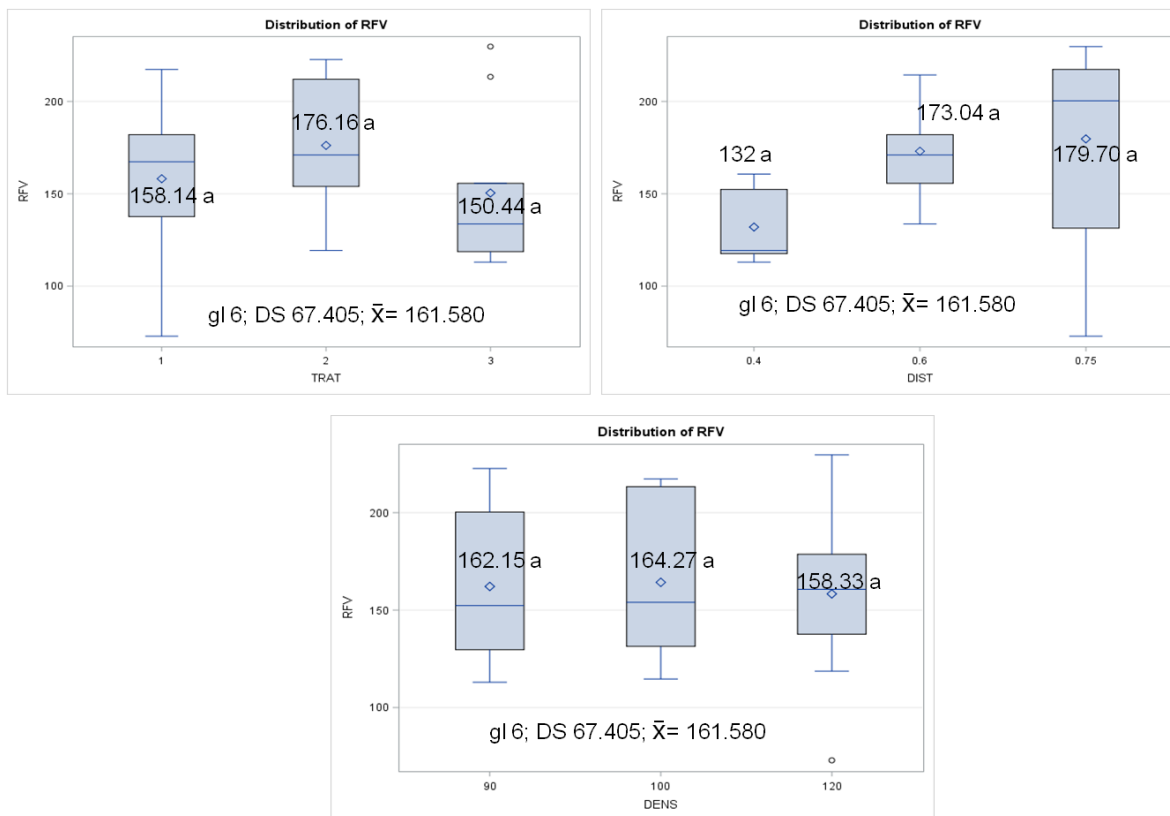 Distribution of RFV
RFV
200
150
100
158.14 a
176.16 a
150.44 a
gl 6; DS 67.405; x̄= 161.580
1 2 3
TRAT
Distribution of RFV
RFV
200
150
100
132 a
173.04 a
179.70 a
gl 6; DS 67.405; x̄= 161.580
0.4 0.6 0.75
DIST
Distribution of RFV
RFV
200
150
100
162.15 a
164.27 a
158.33 a
gl 6; DS 67.405; x̄= 161.580
90 100 120
DENS